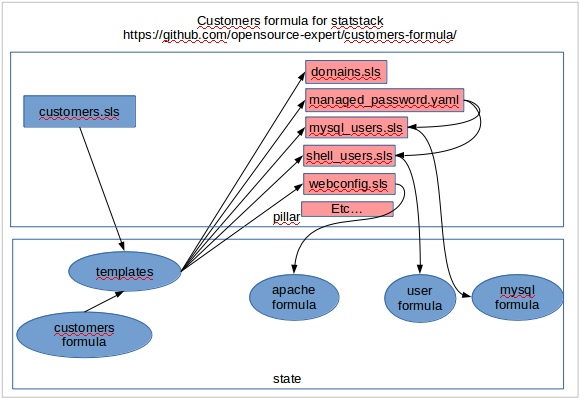 Customers formula for statstack
https://github.com/opensource-expert/customers-formula/
domains.sls
customers.sls
managed_password.yaml
mysql_users.sls
shell_users.sls
webconfig.sls
Etc...
pillar
templates
apache
formula
user
formula
mysql
formula
customers
formula
state